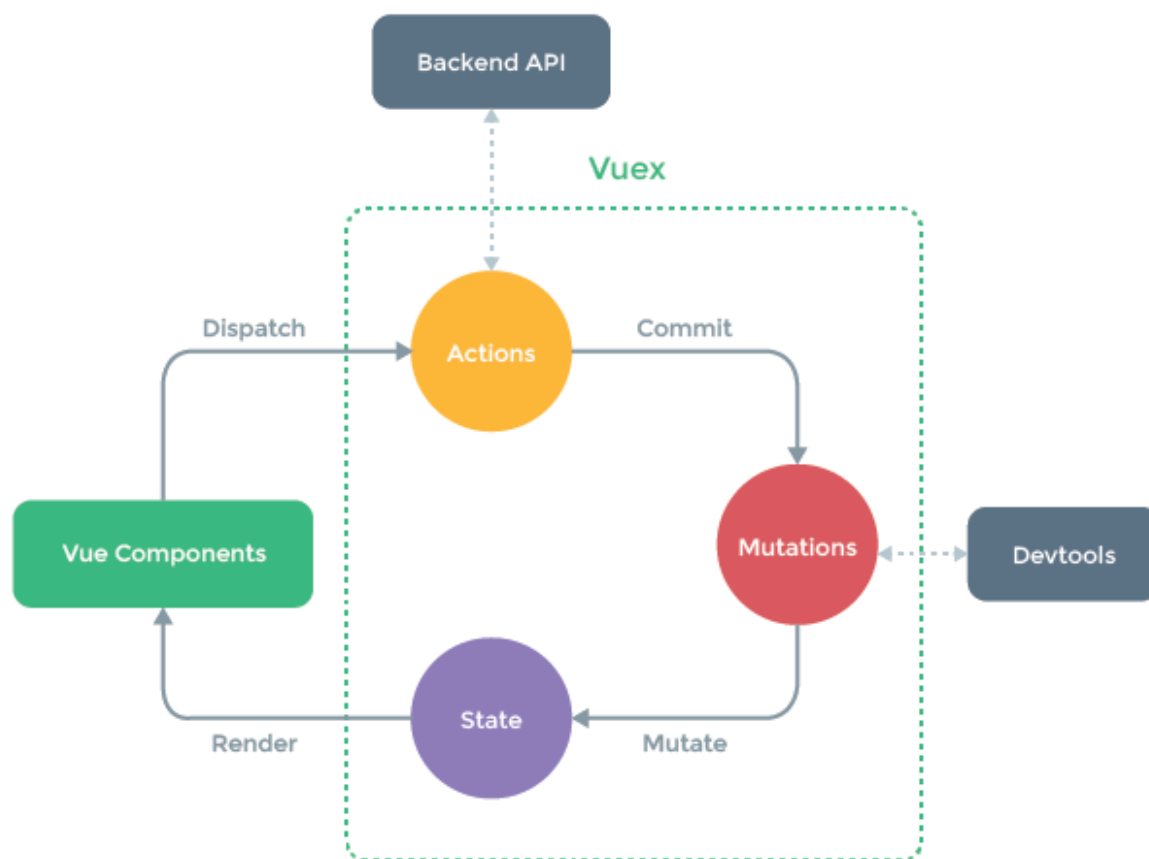 Backend API
Vuex
Dispatch
Commit
Actions
Vue Components
Mutations
Devtools
State
Render
Mutate